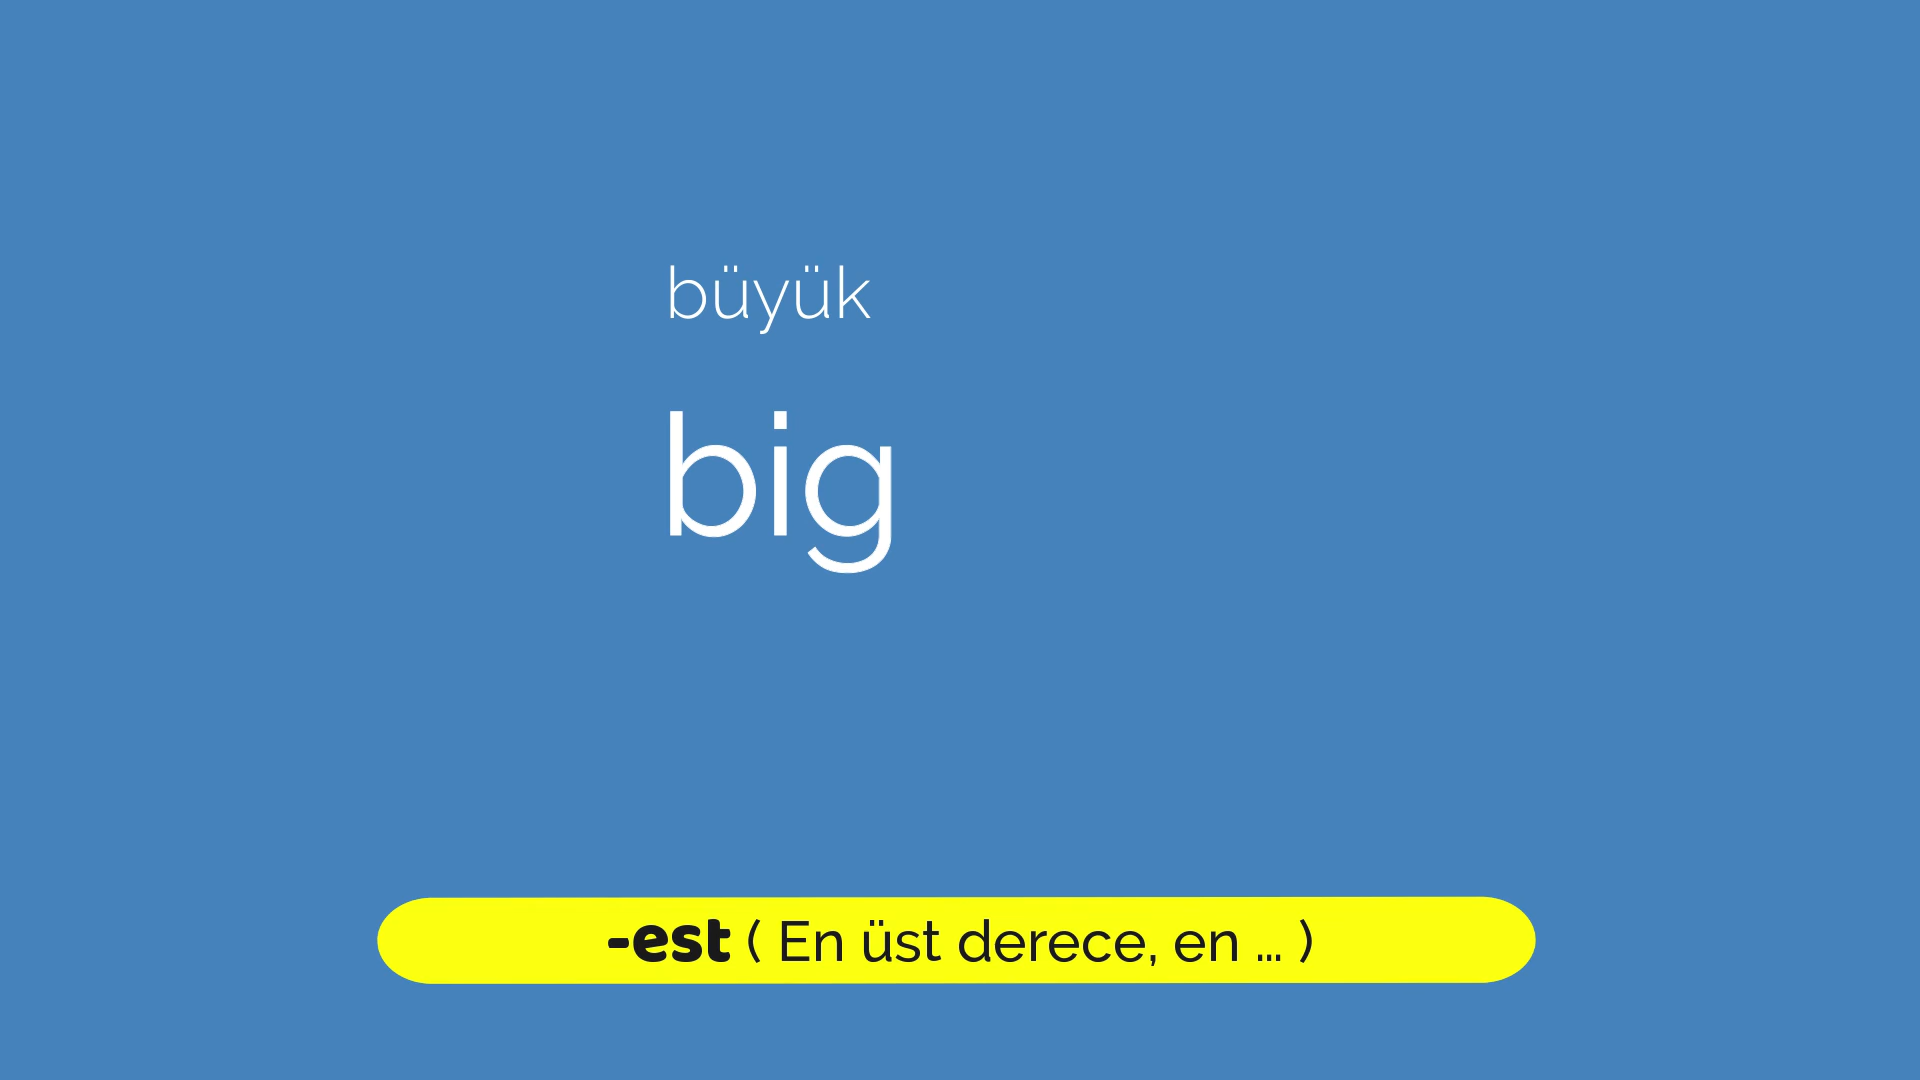 büyük
big
-est ( En üst derece, en ... )